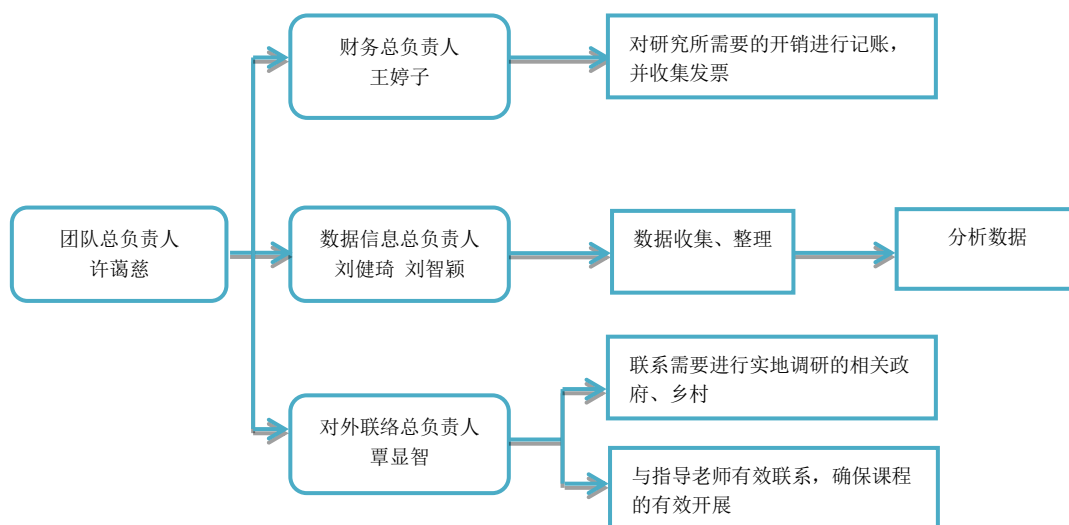 财务总负责人
王婷子
对研究所需要的开销进行记账，
并收集发票
团队总负责人
许蔼慈
数据信息总负责人
刘健琦 刘智颖
数据收集、整理
分析数据
对外联络总负责人
覃显智
联系需要进行实地调研的相关政
府、乡村
与指导老师有效联系，确保课程
的有效开展